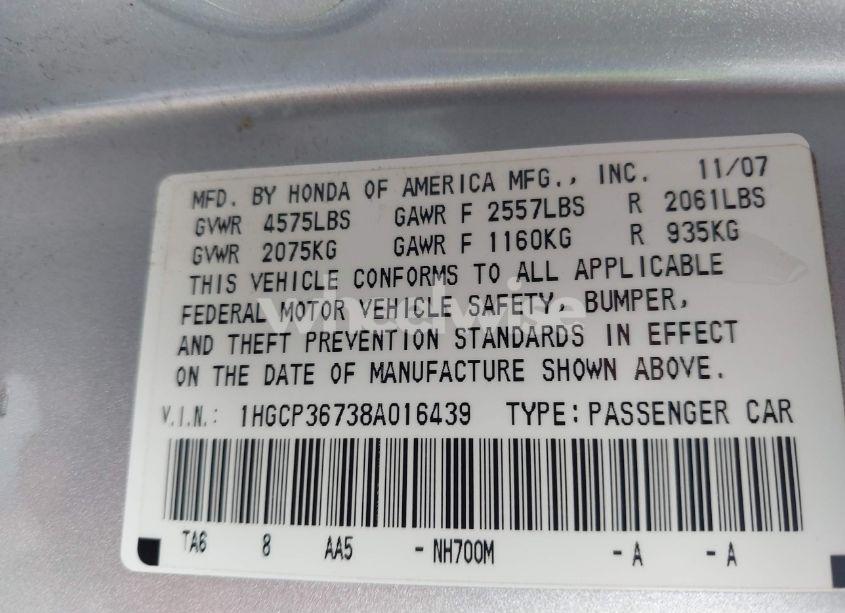 MFD. BY HONDA OF AMERICA MFG., INC. 11/07
GVWR 4575LBS GAWR F 2557LBS R 2061LBS
GVWR 2075KG GAWR F 1160KG R 935KG
THIS VEHICLE CONFORMS TO ALL APPLICABLE
FEDERAL MOTOR VEHICLE SAFETY, BUMPER,
AND THEFT PREVENTION STANDARDS IN EFFECT
ON THE DATE OF MANUFACTURE SHOWN ABOVE.
V.I.N.: 1HGCP36738A016439 TYPE: PASSENGER CAR
TA6 8 AA5 - NH700M - A - A